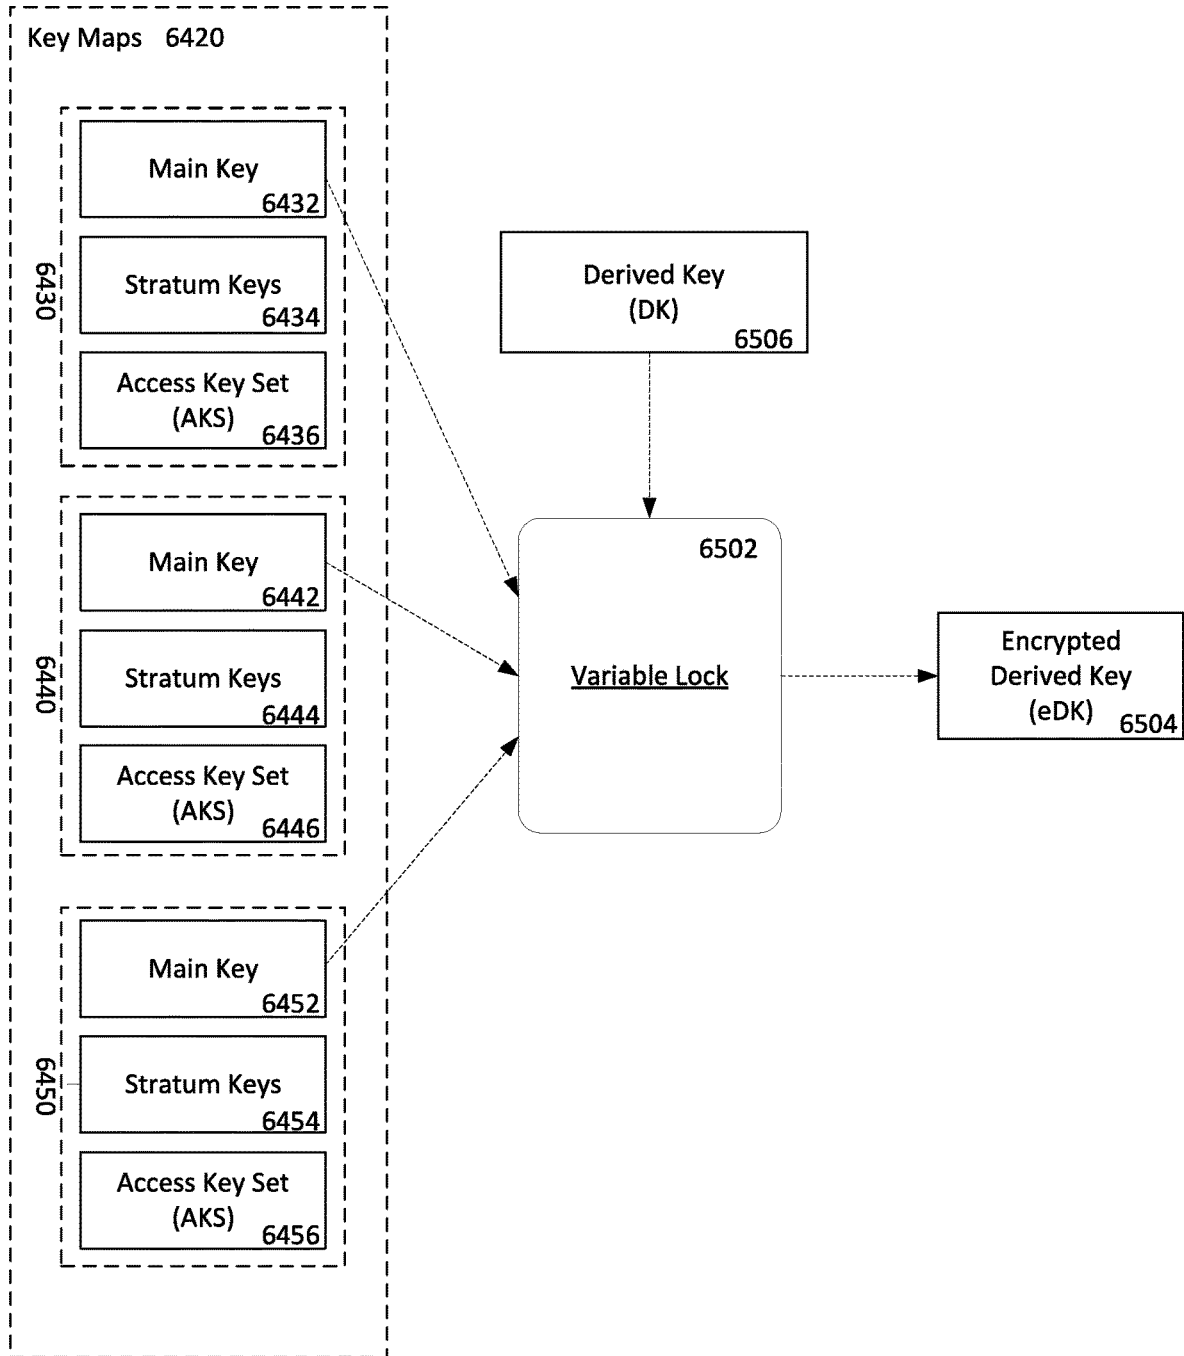 Key Maps 6420
6430
Main Key
6432
Stratum Keys
6434
Access Key Set
(AKS)
6436
6440
Main Key
6442
Stratum Keys
6444
Access Key Set
(AKS)
6446
6450
Main Key
6452
Stratum Keys
6454
Access Key Set
(AKS)
6456
Derived Key
(DK)
6506
6502
Variable Lock
Encrypted
Derived Key
(eDK)
6504